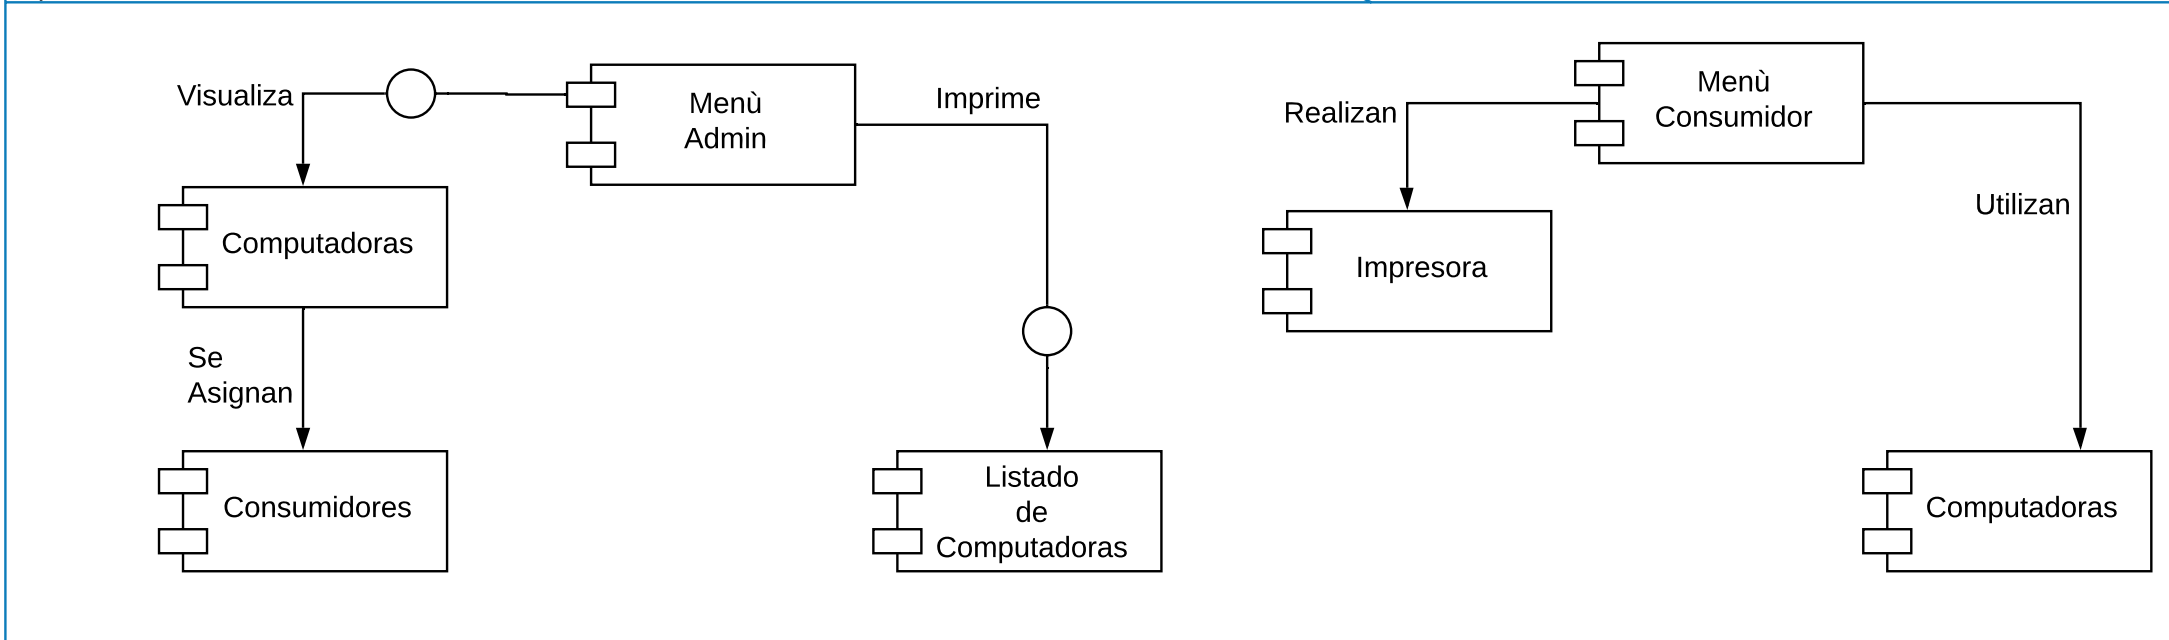 Visualiza
Menù
Admin
Imprime
Computadoras
Se
Asignan
Consumidores
Listado
de
Computadoras
Menù
Consumidor
Realizan
Utilizan
Impresora
Computadoras